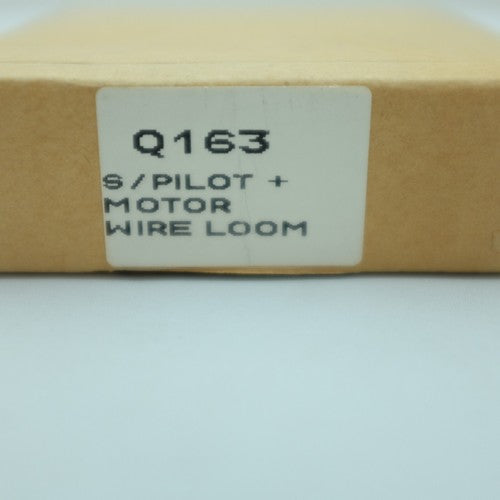 Q163
S/PILOT +
MOTOR
WIRE LOOM